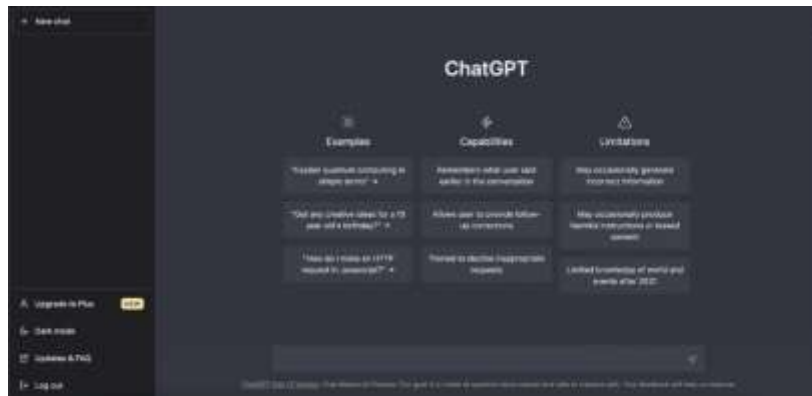 + New chat
ChatGPT
Examples
Capabilities
Limitations
"Explain quantum computing in
simple terms" →
Remembers what user said
earlier in the conversation
May occasionally generate
incorrect information
"Got any creative ideas for a 10
year old's birthday?" →
Allows user to provide follow-
up corrections
May occasionally produce
harmful instructions or biased
content
"How do I make an HTTP
request in Javascript?" →
Trained to decline inappropriate
requests
Limited knowledge of world and
events after 2021
Upgrade to Plus
NEW
Dark mode
Updates & FAQ
Log out